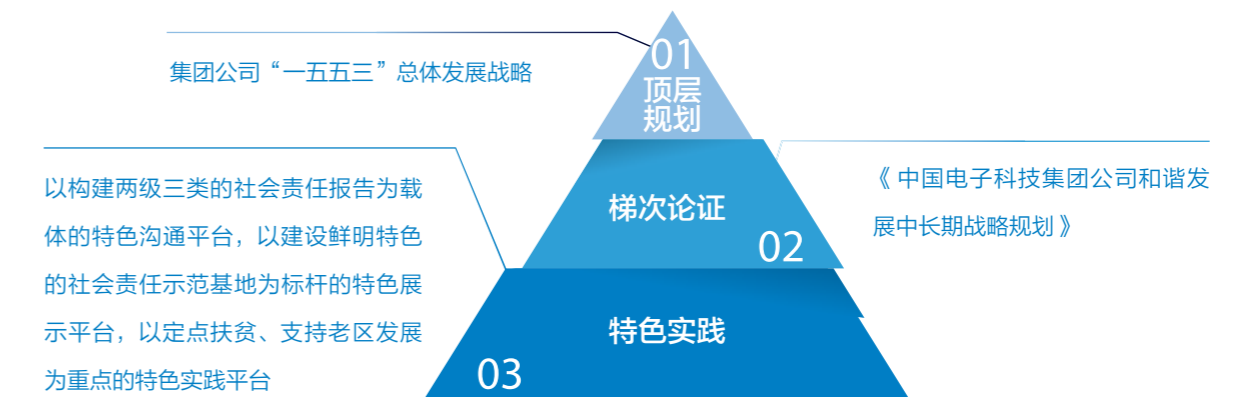 01
顶层
规划
集团公司“一五五三”总体发展战略
梯次论证
02
《 中国电子科技集团公司和谐发
展中长期战略规划 》
特色实践
03
以构建两级三类的社会责任报告为载
体的特色沟通平台，以建设鲜明特色
的社会责任示范基地为标杆的特色展
示平台，以定点扶贫、支持老区发展
为重点的特色实践平台